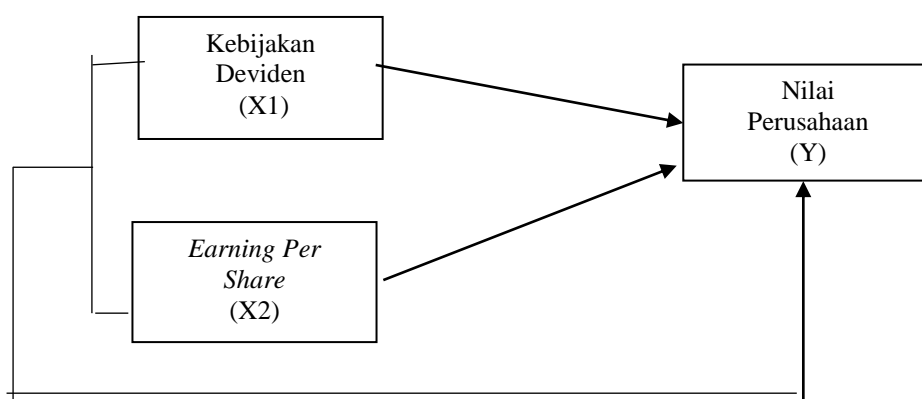 Kebijakan
Deviden
(X1)
Nilai
Perusahaan
(Y)
Earning Per
Share
(X2)